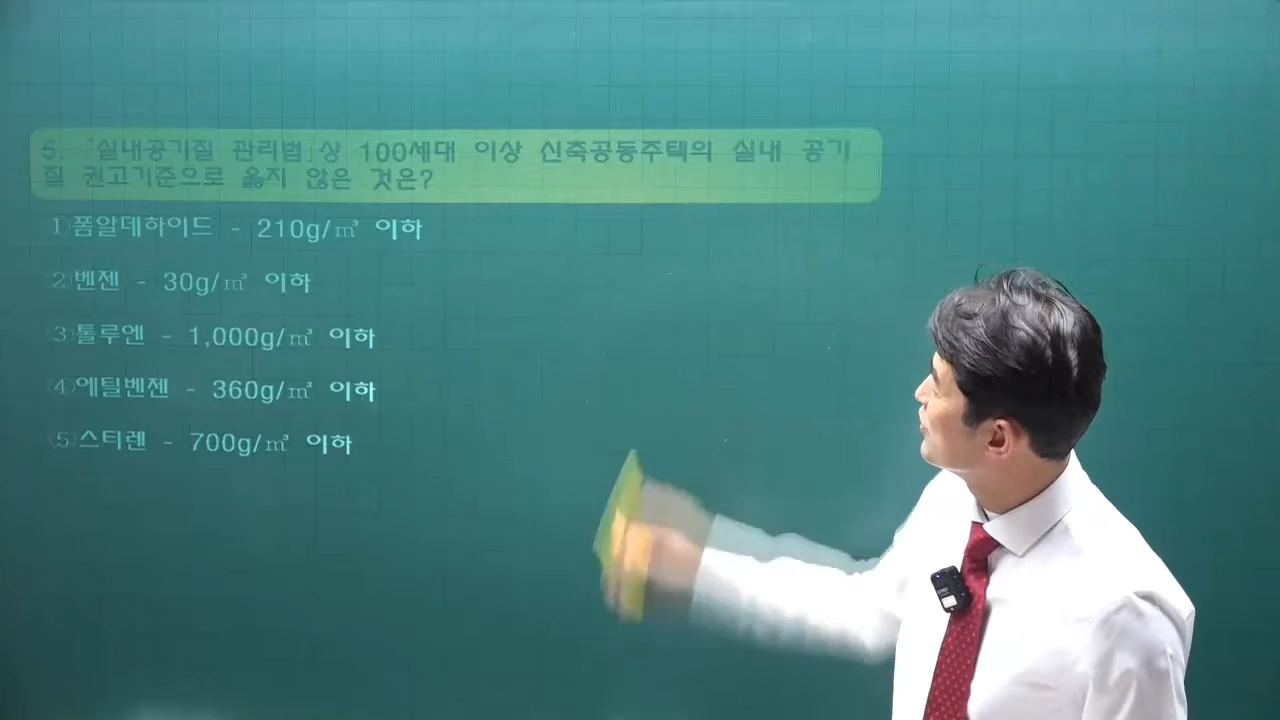 5. 「실내공기질 관리법」상 100세대 이상 신축공동주택의 실내 공기
질 권고기준으로 옳지 않은 것은?
①폼알데하이드 - 210g/㎥ 이하
②벤젠 - 30g/㎥ 이하
③톨루엔 - 1,000g/㎥ 이하
④에틸벤젠 - 360g/㎥ 이하
⑤스티렌 - 700g/㎥ 이하